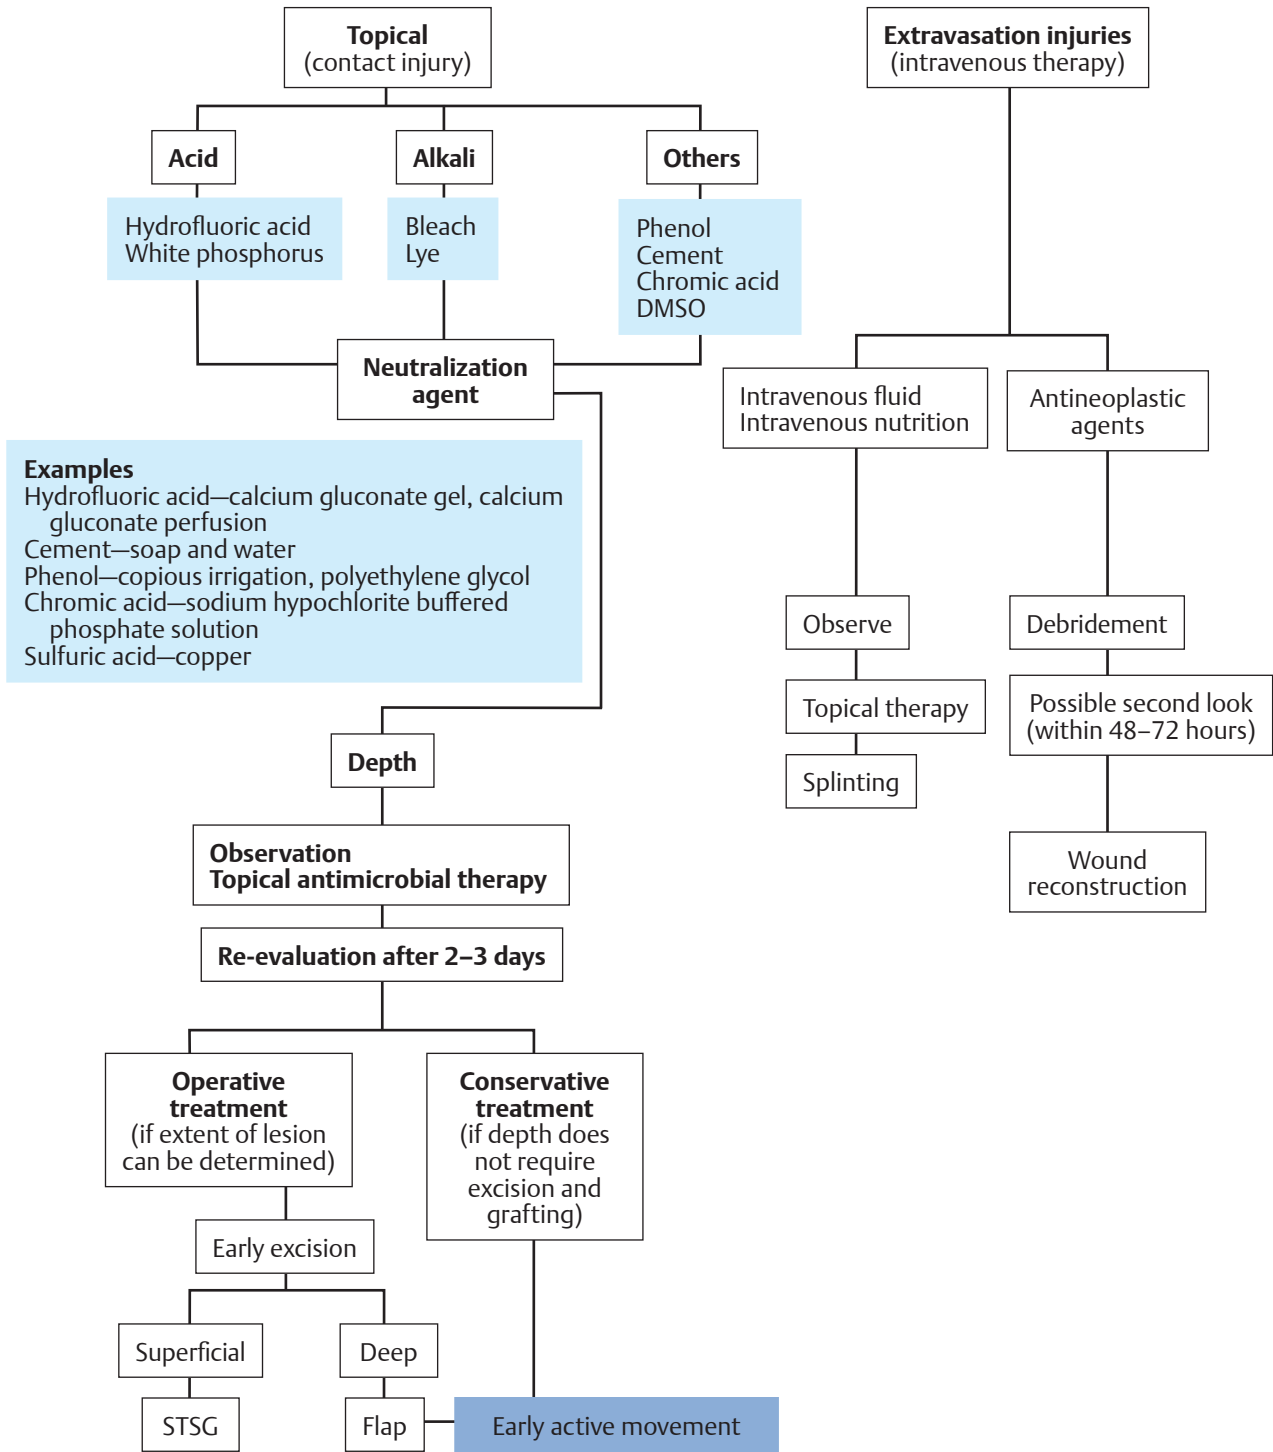 Topical
(contact injury)
Extravasation injuries
(intravenous therapy)
Acid
Alkali
Others
Hydrofluoric acid
White phosphorus
Bleach
Lye
Phenol
Cement
Chromic acid
DMSO
Neutralization
agent
Intravenous fluid
Intravenous nutrition
Antineoplastic
agents
Examples
Hydrofluoric acid—calcium gluconate gel, calcium
gluconate perfusion
Cement—soap and water
Phenol—copious irrigation, polyethylene glycol
Chromic acid—sodium hypochlorite buffered
phosphate solution
Sulfuric acid—copper
Observe
Debridement
Topical therapy
Possible second look
(within 48–72 hours)
Splinting
Wound
reconstruction
Depth
Observation
Topical antimicrobial therapy
Re-evaluation after 2–3 days
Operative
treatment
(if extent of lesion
can be determined)
Conservative
treatment
(if depth does
not require
excision and
grafting)
Early excision
Superficial
Deep
STSG
Flap
Early active movement